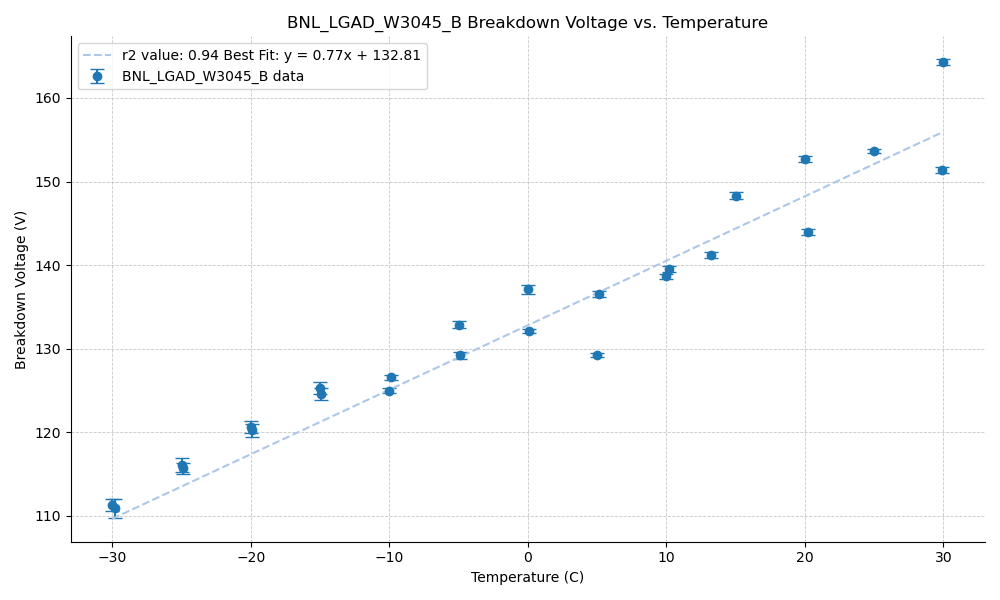 BNL_LGAD_W3045_B Breakdown Voltage vs. Temperature
r2 value: 0.94 Best Fit: y = 0.77x + 132.81
BNL_LGAD_W3045_B data
Breakdown Voltage (V)
160
150
140
130
120
110
−30 −20 −10 0 10 20 30
Temperature (C)